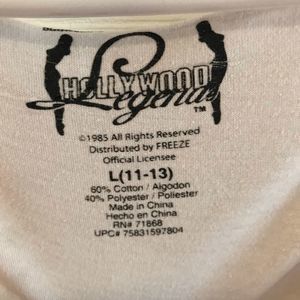 HOLLYWOOD
Legends
TM
©1985 All Rights Reserved
Distributed by FREEZE
Official Licensee
L(11-13)
60% Cotton / Algodon
40% Polyester / Poliester
Made in China
Hecho en China
RN# 71868
UPC# 75831597804